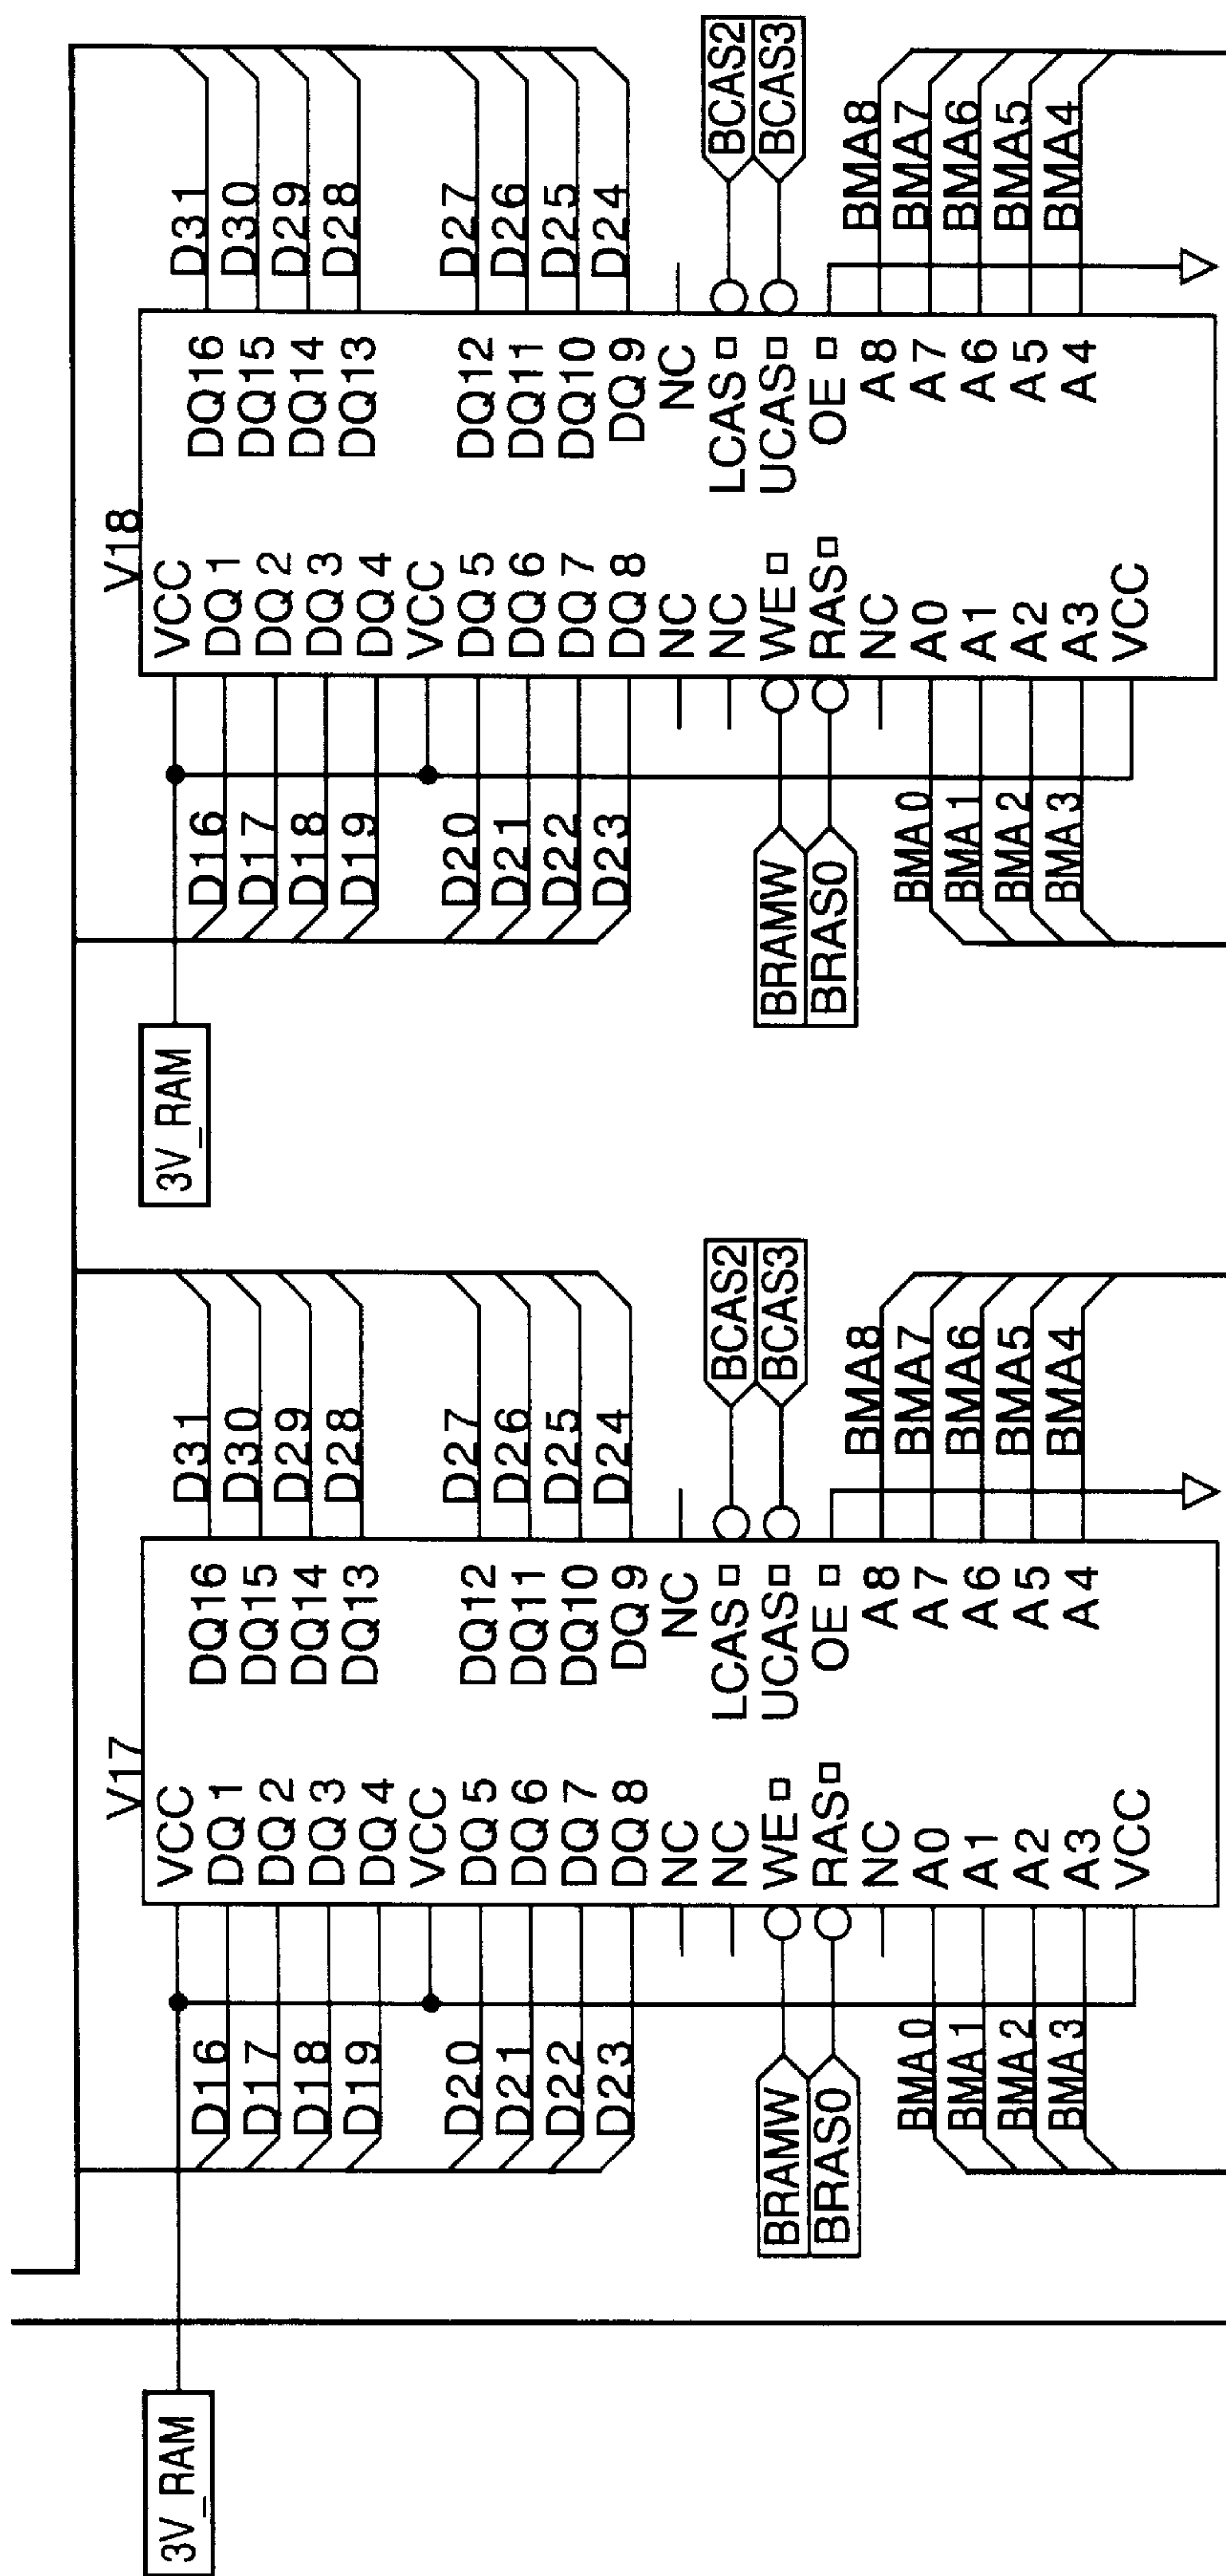 3V_RAM
V17
VCC
DQ1
DQ2
DQ3
DQ4
VCC
DQ5
DQ6
DQ7
DQ8
NC
NC
WE
RAS
NC
A0
A1
A2
A3
VCC
DQ16
DQ15
DQ14
DQ13
DQ12
DQ11
DQ10
DQ9
NC
LCAS
UCAS
OE
A8
A7
A6
A5
A4
D16
D17
D18
D19
D20
D21
D22
D23
BRAMW
BRAS0
BMA0
BMA1
BMA2
BMA3
D31
D30
D29
D28
D27
D26
D25
D24
BCAS2
BCAS3
BMA8
BMA7
BMA6
BMA5
BMA4
3V_RAM
V18
VCC
DQ1
DQ2
DQ3
DQ4
VCC
DQ5
DQ6
DQ7
DQ8
NC
NC
WE
RAS
NC
A0
A1
A2
A3
VCC
DQ16
DQ15
DQ14
DQ13
DQ12
DQ11
DQ10
DQ9
NC
LCAS
UCAS
OE
A8
A7
A6
A5
A4
D16
D17
D18
D19
D20
D21
D22
D23
BRAMW
BRAS0
BMA0
BMA1
BMA2
BMA3
D31
D30
D29
D28
D27
D26
D25
D24
BCAS2
BCAS3
BMA8
BMA7
BMA6
BMA5
BMA4